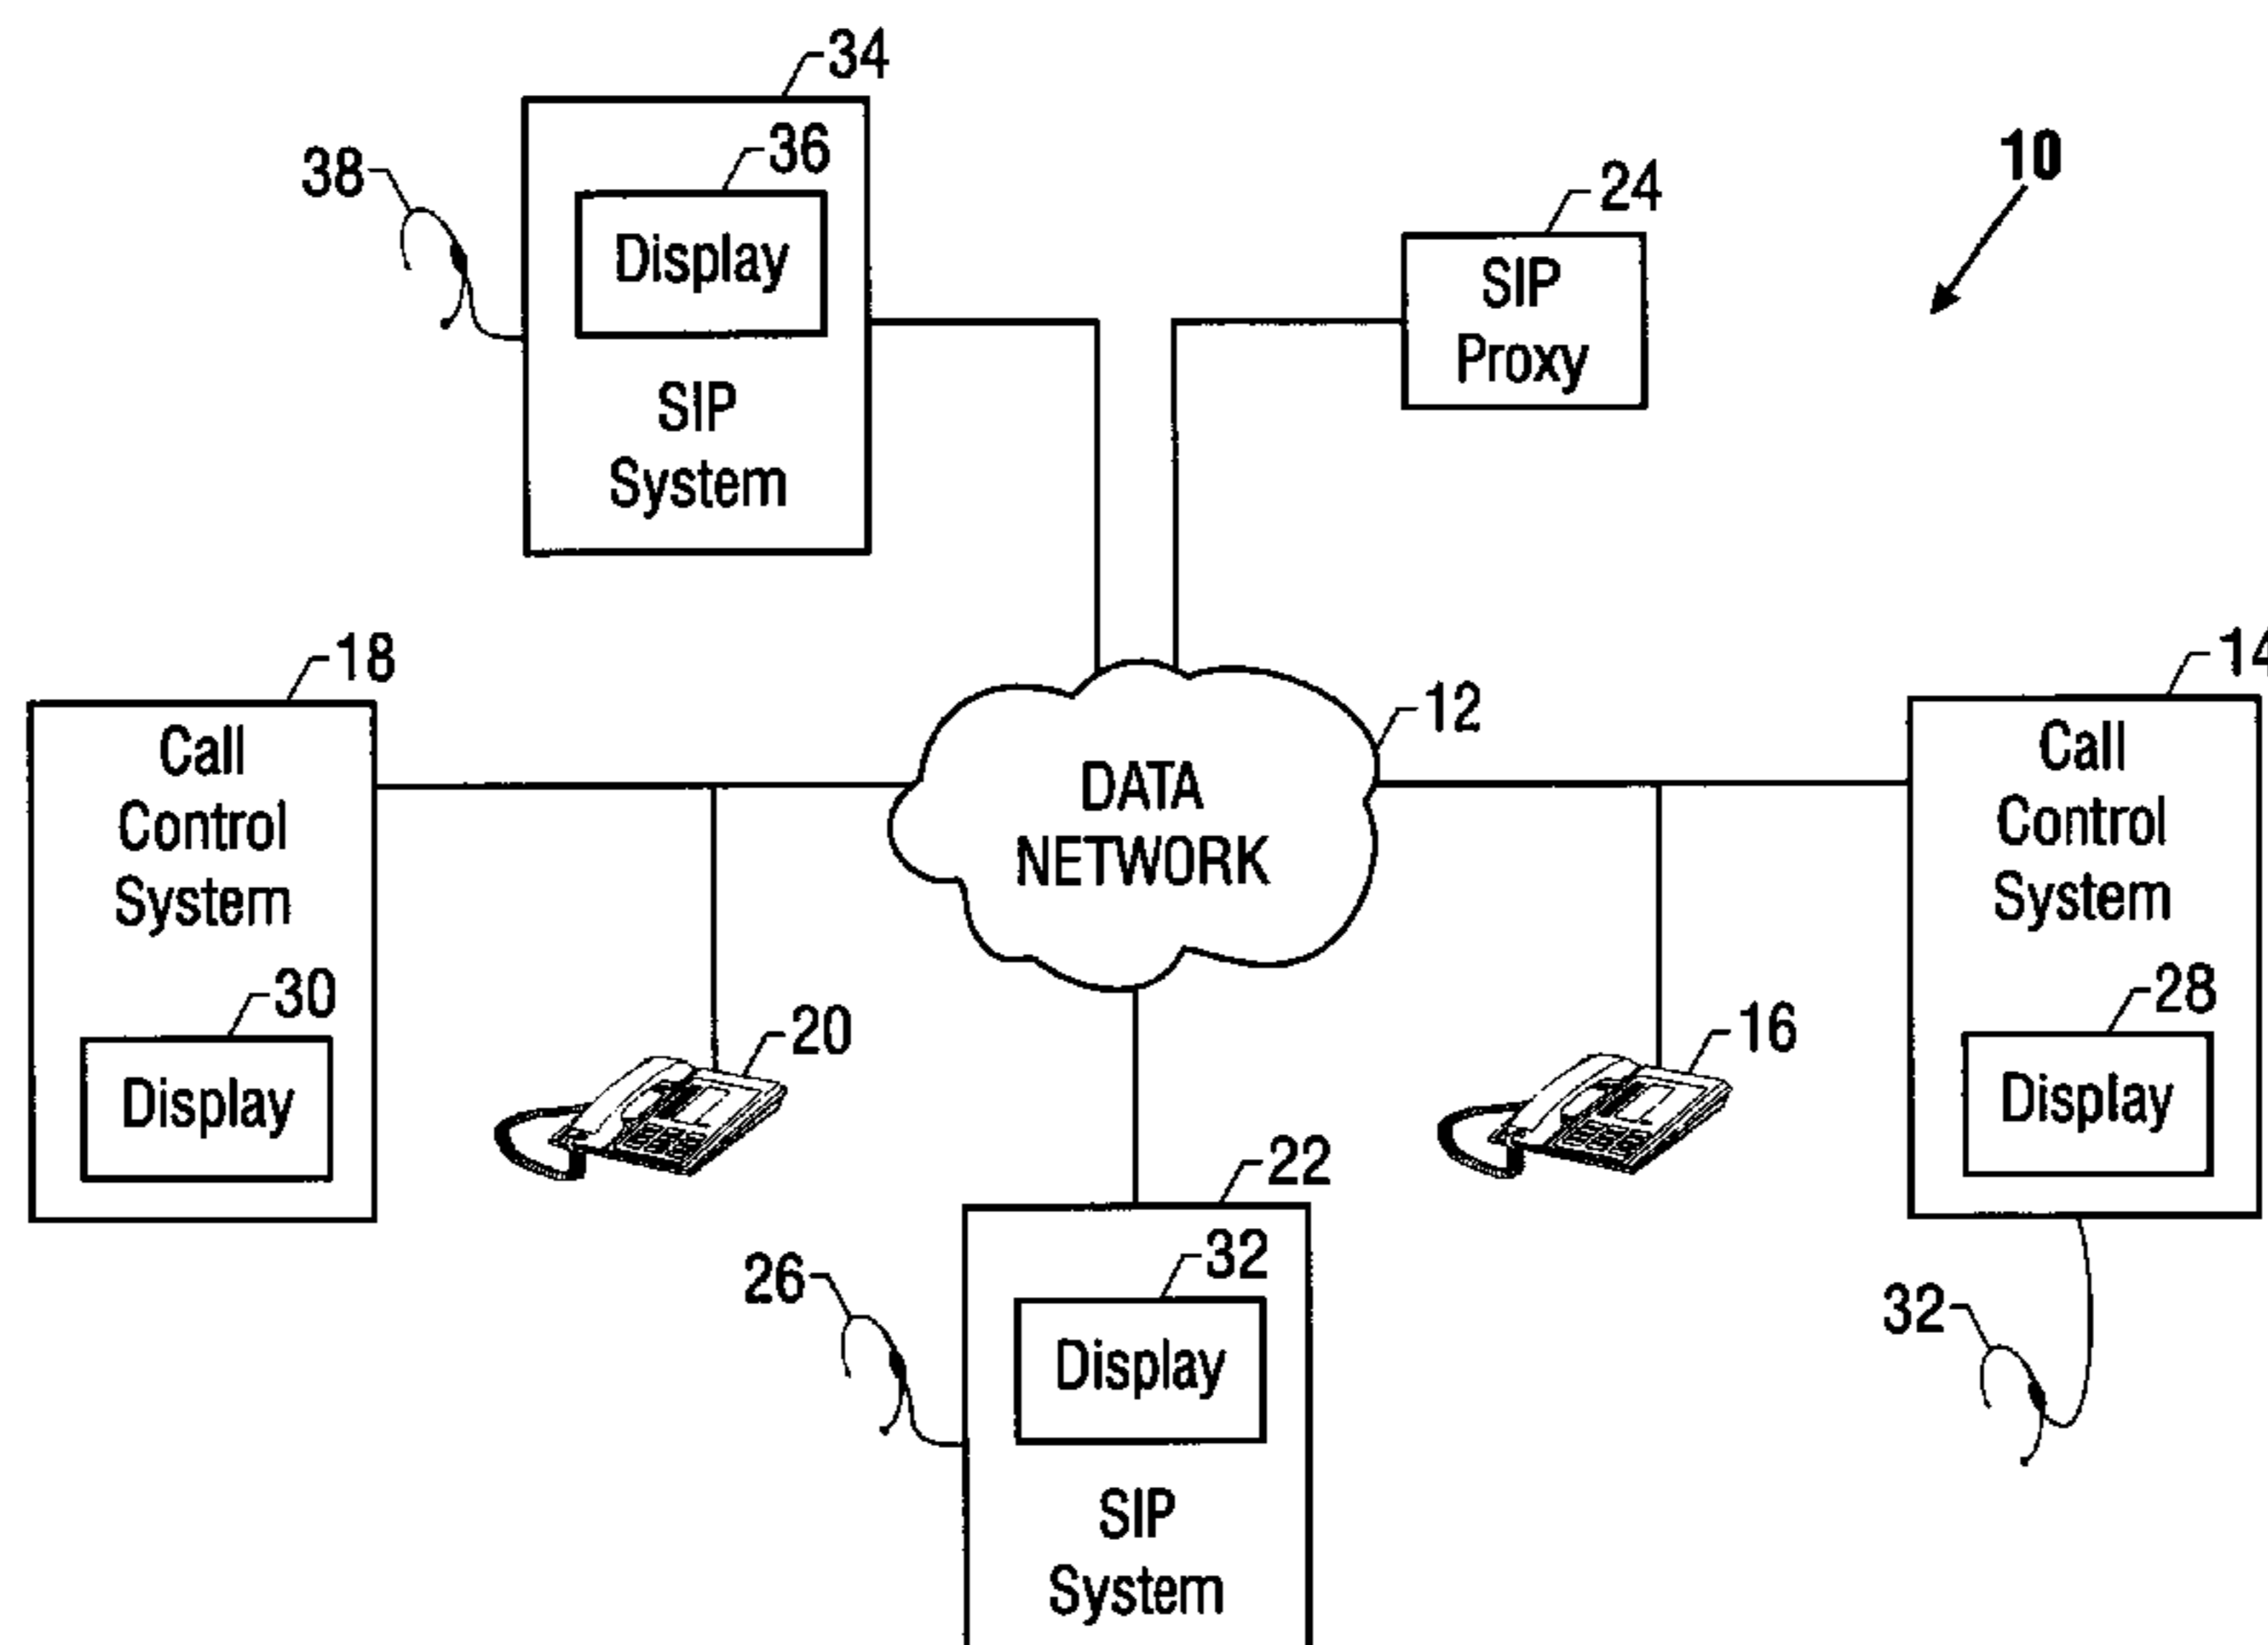 34
36
38
Display
SIP
System
24
SIP
Proxy
10
18
Call
Control
System
30
Display
20
12
DATA
NETWORK
16
14
Call
Control
System
28
Display
22
26
32
Display
SIP
System
32